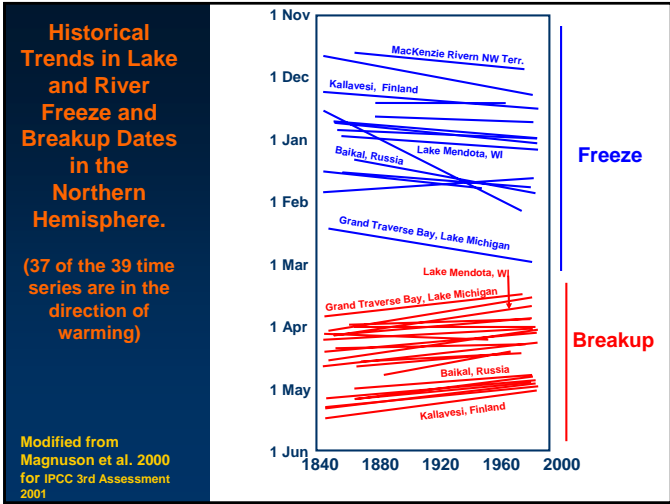 Historical
Trends in Lake
and River
Freeze and
Breakup Dates
in the
Northern
Hemisphere.
(37 of the 39 time
series are in the
direction of
warming)
Modified from
Magnuson et al. 2000
for IPCC 3rd Assessment
2001
1 Nov
1 Dec
1 Jan
1 Feb
1 Mar
1 Apr
1 May
1 Jun
1840
1880
1920
1960
2000
MacKenzie Rivern NW Terr.
Kallavesi, Finland
Lake Mendota, WI
Baikal, Russia
Grand Traverse Bay, Lake Michigan
Freeze
Lake Mendota, WI
Grand Traverse Bay, Lake Michigan
Baikal, Russia
Kallavesi, Finland
Breakup